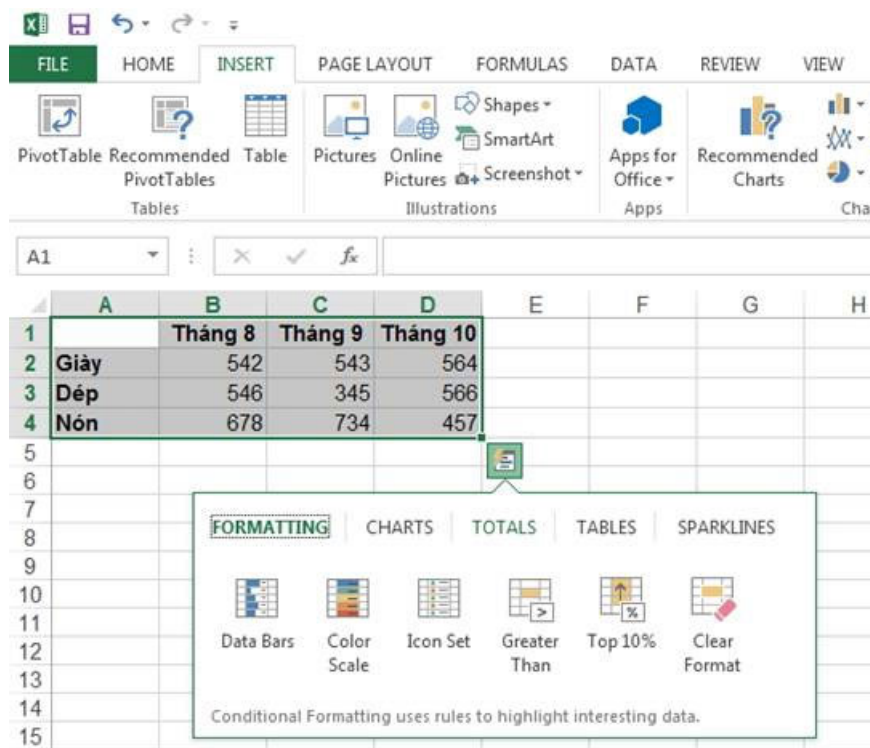 FILE HOME INSERT PAGE LAYOUT FORMULAS DATA REVIEW VIEW
PivotTable
Recommended
PivotTables
Table
Tables
Pictures
Online
Pictures
Shapes
SmartArt
Screenshot
Illustrations
Apps for
Office
Apps
Recommended
Charts
Cha
A1 fx
A B C D E F G H
1 Tháng 8 Tháng 9 Tháng 10
2 Giày 542 543 564
3 Dép 546 345 566
4 Nón 678 734 457
5
6
7
8
9
10
11
12
13
14
15
FORMATTING CHARTS TOTALS TABLES SPARKLINES
Data Bars
Color
Scale
Icon Set
Greater
Than
Top 10%
Clear
Format
Conditional Formatting uses rules to highlight interesting data.